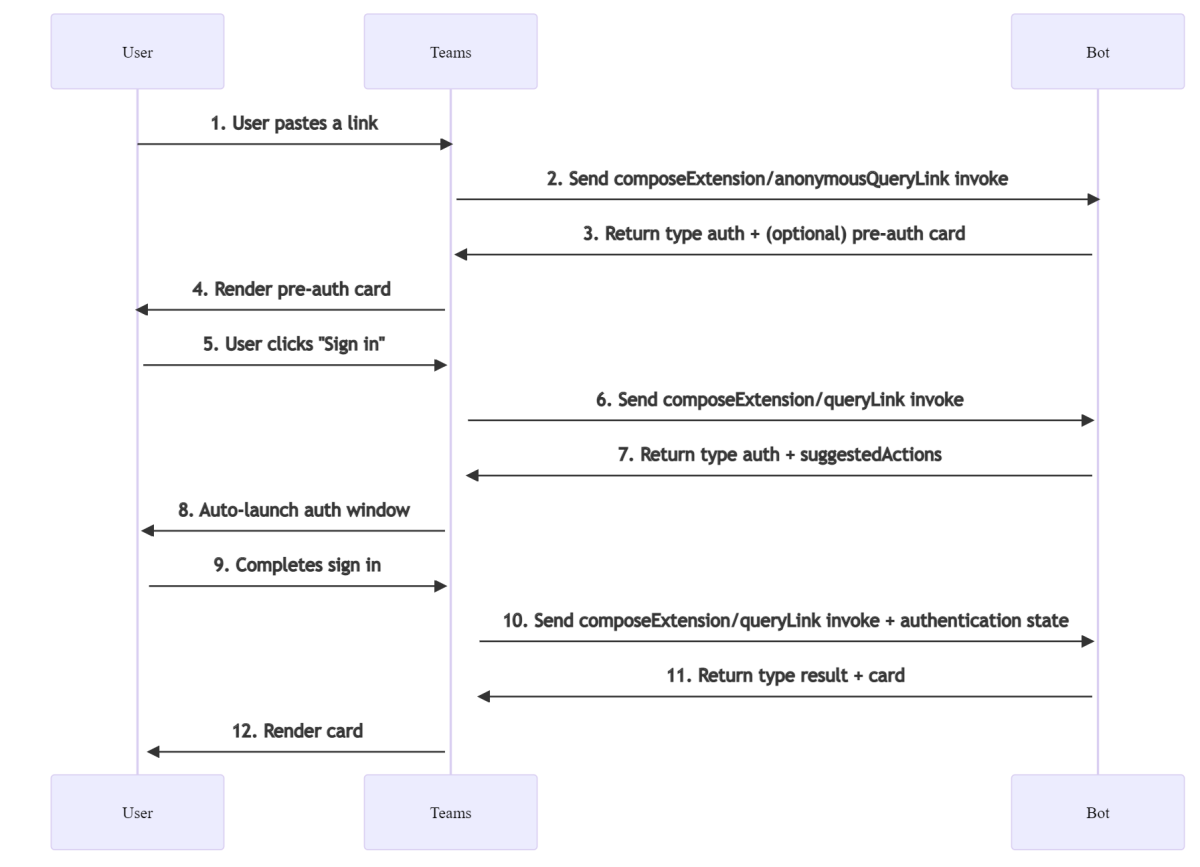 User
Teams
Bot
1. User pastes a link
2. Send composeExtension/anonymousQueryLink invoke
3. Return type auth + (optional) pre-auth card
4. Render pre-auth card
5. User clicks "Sign in"
6. Send composeExtension/queryLink invoke
7. Return type auth + suggestedActions
8. Auto-launch auth window
9. Completes sign in
10. Send composeExtension/queryLink invoke + authentication state
11. Return type result + card
12. Render card
User
Teams
Bot